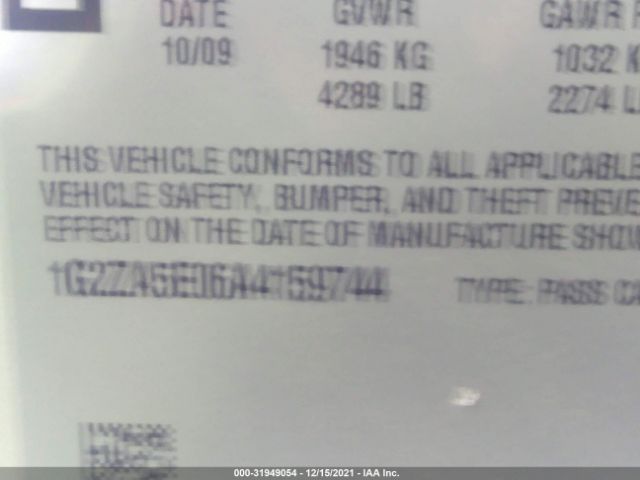 DATE GVWR GAWR
10/09 1946 KG 1032 K
4289 LB 2274 L
THIS VEHICLE CONFORMS TO ALL APPLICABLE
VEHICLE SAFETY, BUMPER, AND THEFT PREVE
EFFECT ON THE DATE OF MANUFACTURE SHOW
1G2ZA5E06A4159744 TYPE: PASS CA
000-31949054 - 12/15/2021 - IAA Inc.